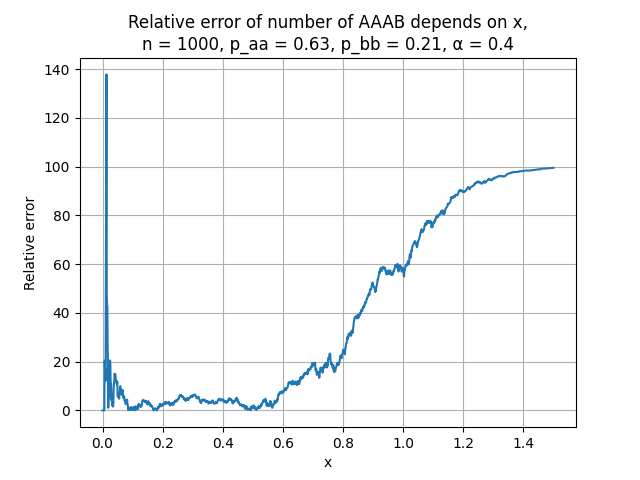 Relative error of number of AAAB depends on x,
n = 1000, p_aa = 0.63, p_bb = 0.21, α = 0.4
140
120
100
80
60
40
20
0
Relative error
0.0 0.2 0.4 0.6 0.8 1.0 1.2 1.4
x